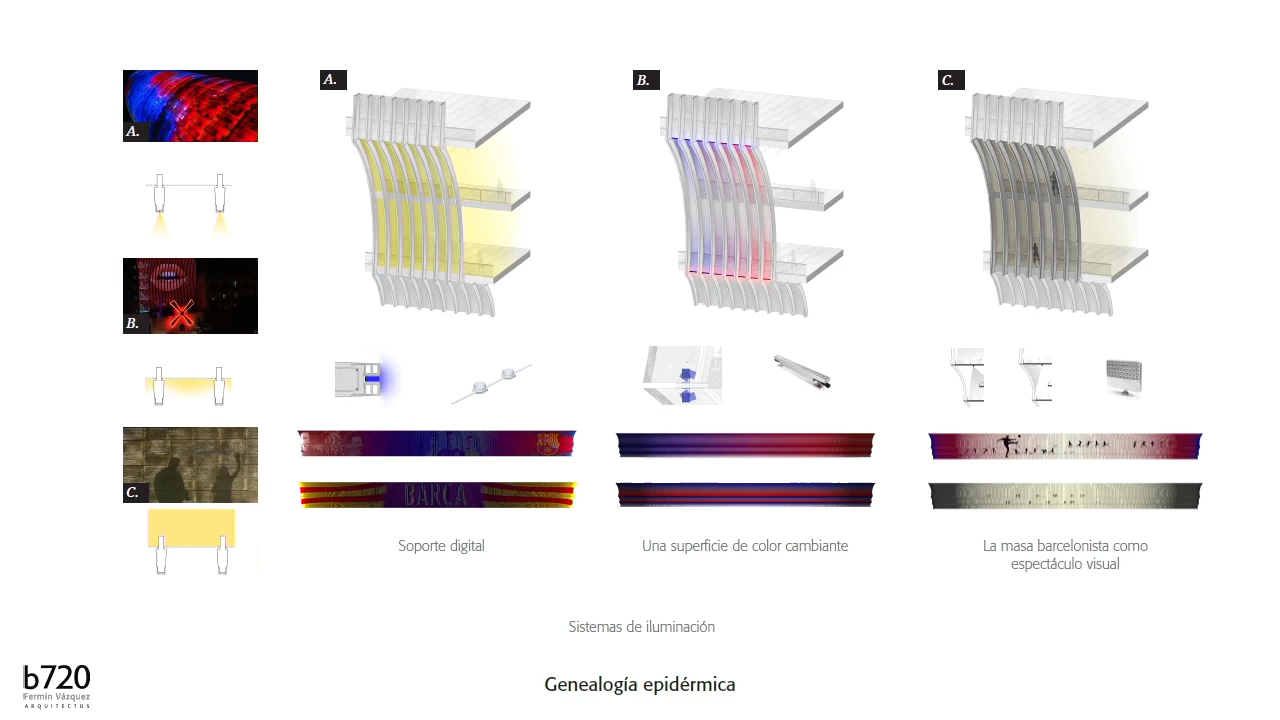 A.
A.
B.
C.
B.
C.
BARÇA
Soporte digital
Una superficie de color cambiante
La masa barcelonista como
espectáculo visual
Sistemas de iluminación
Genealogía epidérmica
b720
Fermín Vázquez
ARQUITECTOS